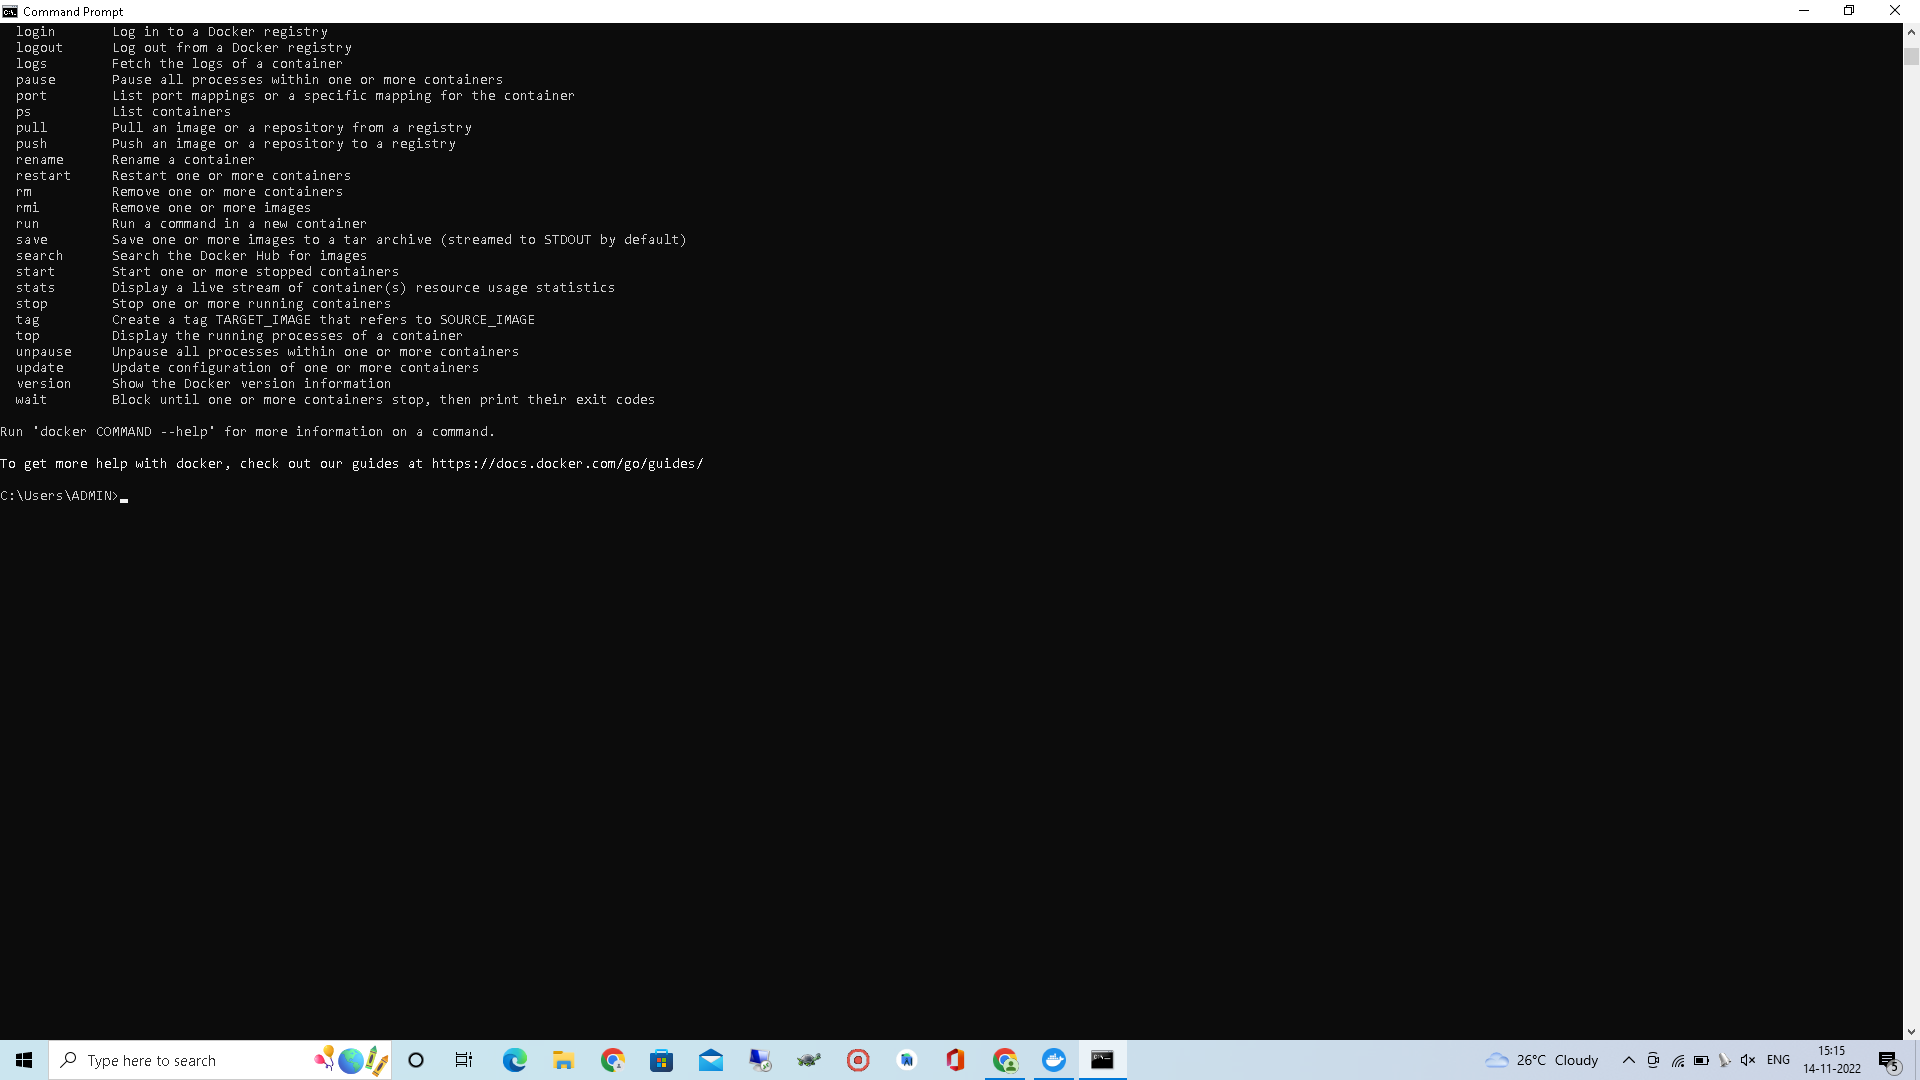 Command Prompt
login Log in to a Docker registry
logout Log out from a Docker registry
logs Fetch the logs of a container
pause Pause all processes within one or more containers
port List port mappings or a specific mapping for the container
ps List containers
pull Pull an image or a repository from a registry
push Push an image or a repository to a registry
rename Rename a container
restart Restart one or more containers
rm Remove one or more containers
rmi Remove one or more images
run Run a command in a new container
save Save one or more images to a tar archive (streamed to STDOUT by default)
search Search the Docker Hub for images
start Start one or more stopped containers
stats Display a live stream of container(s) resource usage statistics
stop Stop one or more running containers
tag Create a tag TARGET_IMAGE that refers to SOURCE_IMAGE
top Display the running processes of a container
unpause Unpause all processes within one or more containers
update Update configuration of one or more containers
version Show the Docker version information
wait Block until one or more containers stop, then print their exit codes
Run 'docker COMMAND --help' for more information on a command.
To get more help with docker, check out our guides at https://docs.docker.com/go/guides/
C:\Users\ADMIN>
Type here to search
26°C Cloudy
ENG
15:15
14-11-2022
5